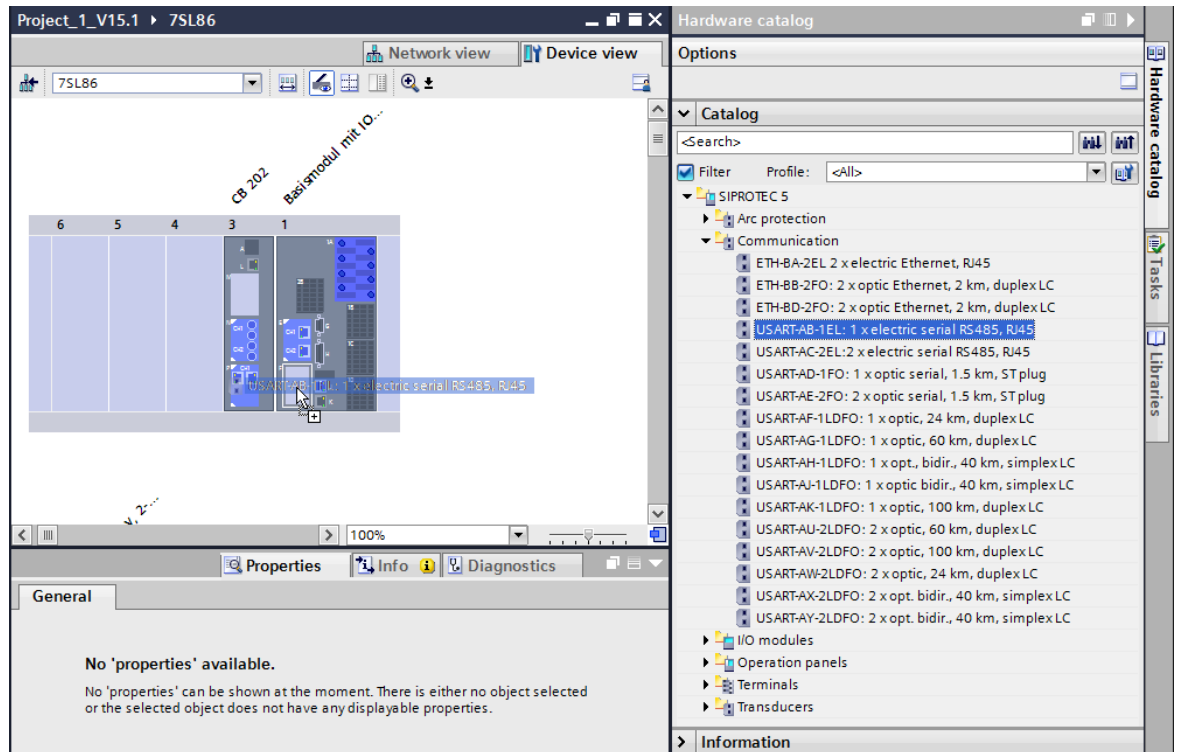 Project_1_V15.1 ▸ 7SL86
Network view
Device view
7SL86
CB 202
Basismodul mit IO...
6 5 4 3 1
USART-AB-1EL: 1 x electric serial RS485, RJ45
V, 2-...
100%
Properties
Info
Diagnostics
General
No 'properties' available.
No 'properties' can be shown at the moment. There is either no object selected
or the selected object does not have any displayable properties.
Hardware catalog
Options
Catalog
<Search>
Filter Profile: <All>
SIPROTEC 5
Arc protection
Communication
ETH-BA-2EL 2 x electric Ethernet, RJ45
ETH-BB-2FO: 2 x optic Ethernet, 2 km, duplex LC
ETH-BD-2FO: 2 x optic Ethernet, 2 km, duplex LC
USART-AB-1EL: 1 x electric serial RS485, RJ45
USART-AC-2EL:2 x electric serial RS485, RJ45
USART-AD-1FO: 1 x optic serial, 1.5 km, ST plug
USART-AE-2FO: 2 x optic serial, 1.5 km, ST plug
USART-AF-1LDFO: 1 x optic, 24 km, duplex LC
USART-AG-1LDFO: 1 x optic, 60 km, duplex LC
USART-AH-1LDFO: 1 x opt., bidir., 40 km, simplex LC
USART-AJ-1LDFO: 1 x optic bidir., 40 km, simplex LC
USART-AK-1LDFO: 1 x optic, 100 km, duplex LC
USART-AU-2LDFO: 2 x optic, 60 km, duplex LC
USART-AV-2LDFO: 2 x optic, 100 km, duplex LC
USART-AW-2LDFO: 2 x optic, 24 km, duplex LC
USART-AX-2LDFO: 2 x opt. bidir., 40 km, simplex LC
USART-AY-2LDFO: 2 x opt. bidir., 40 km, simplex LC
I/O modules
Operation panels
Terminals
Transducers
Information
Hardware catalog
Tasks
Libraries